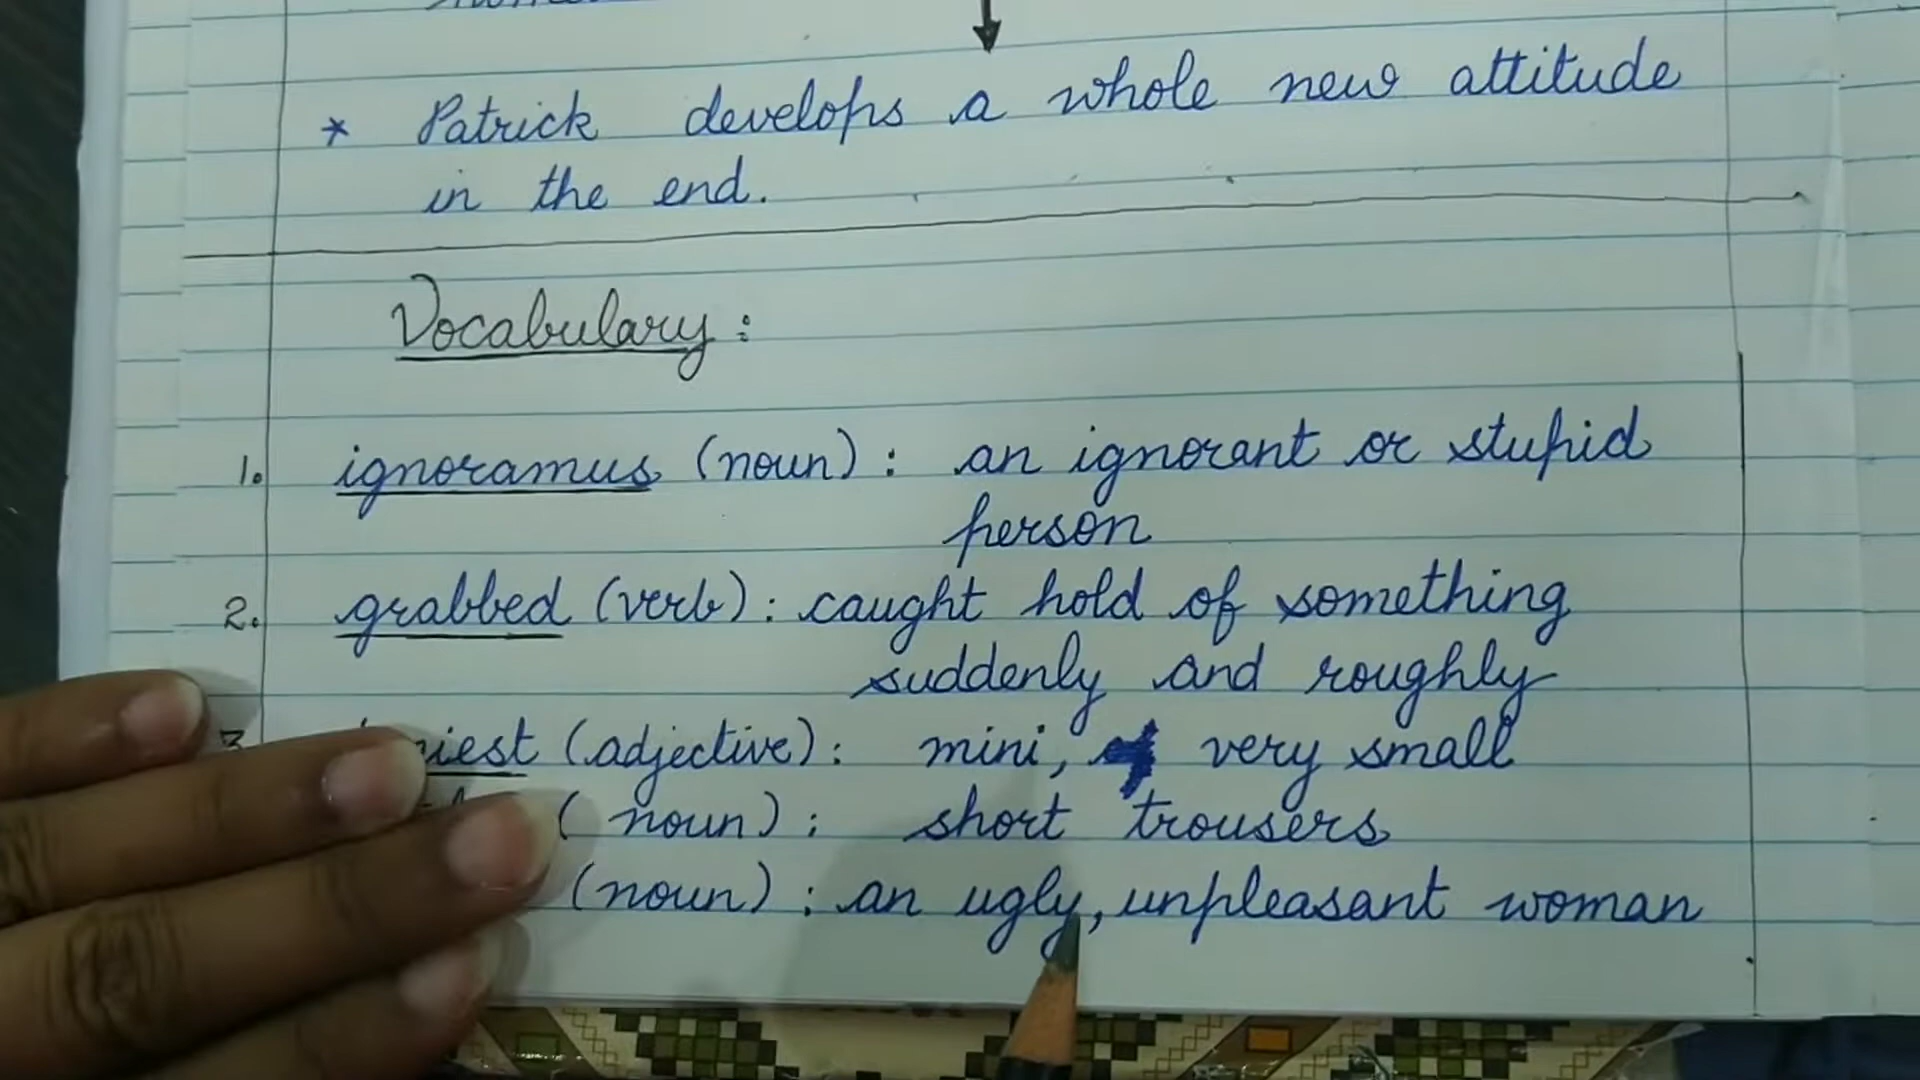 * Patrick develops a whole new attitude
in the end.
Vocabulary:
1. ignoramus (noun): an ignorant or stupid
person
2. grabbed (verb): caught hold of something
suddenly and roughly
3. (adjective): mini, very small
(noun): short trousers
(noun): an ugly, unpleasant woman